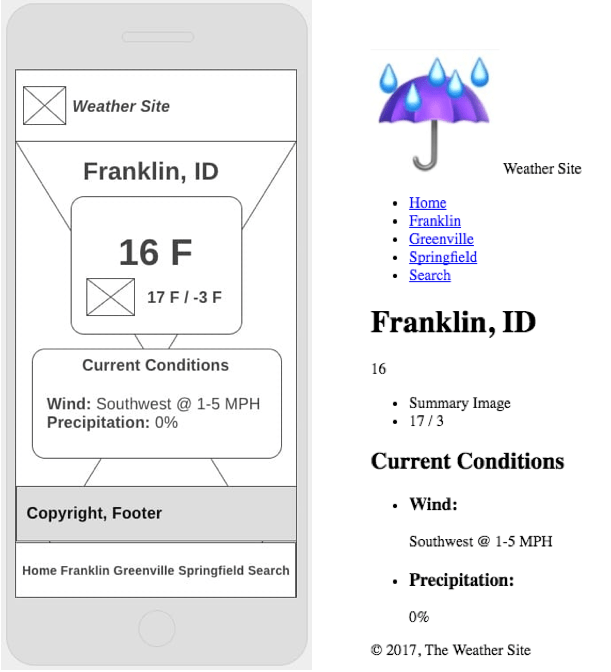 Weather Site
Franklin, ID
16 F
17 F / -3 F
Current Conditions
Wind: Southwest @ 1-5 MPH
Precipitation: 0%
Copyright, Footer
Home Franklin Greenville Springfield Search
Weather Site
Home
Franklin
Greenville
Springfield
Search
Franklin, ID
16
Summary Image
17 / 3
Current Conditions
Wind:
Southwest @ 1-5 MPH
Precipitation:
0%
© 2017, The Weather Site